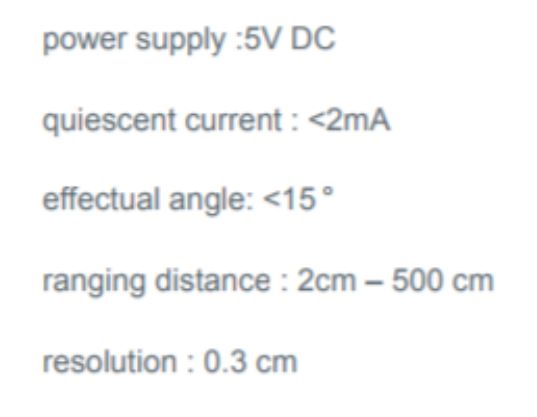 power supply :5V DC
quiescent current : <2mA
effectual angle: <15°
ranging distance : 2cm – 500 cm
resolution : 0.3 cm